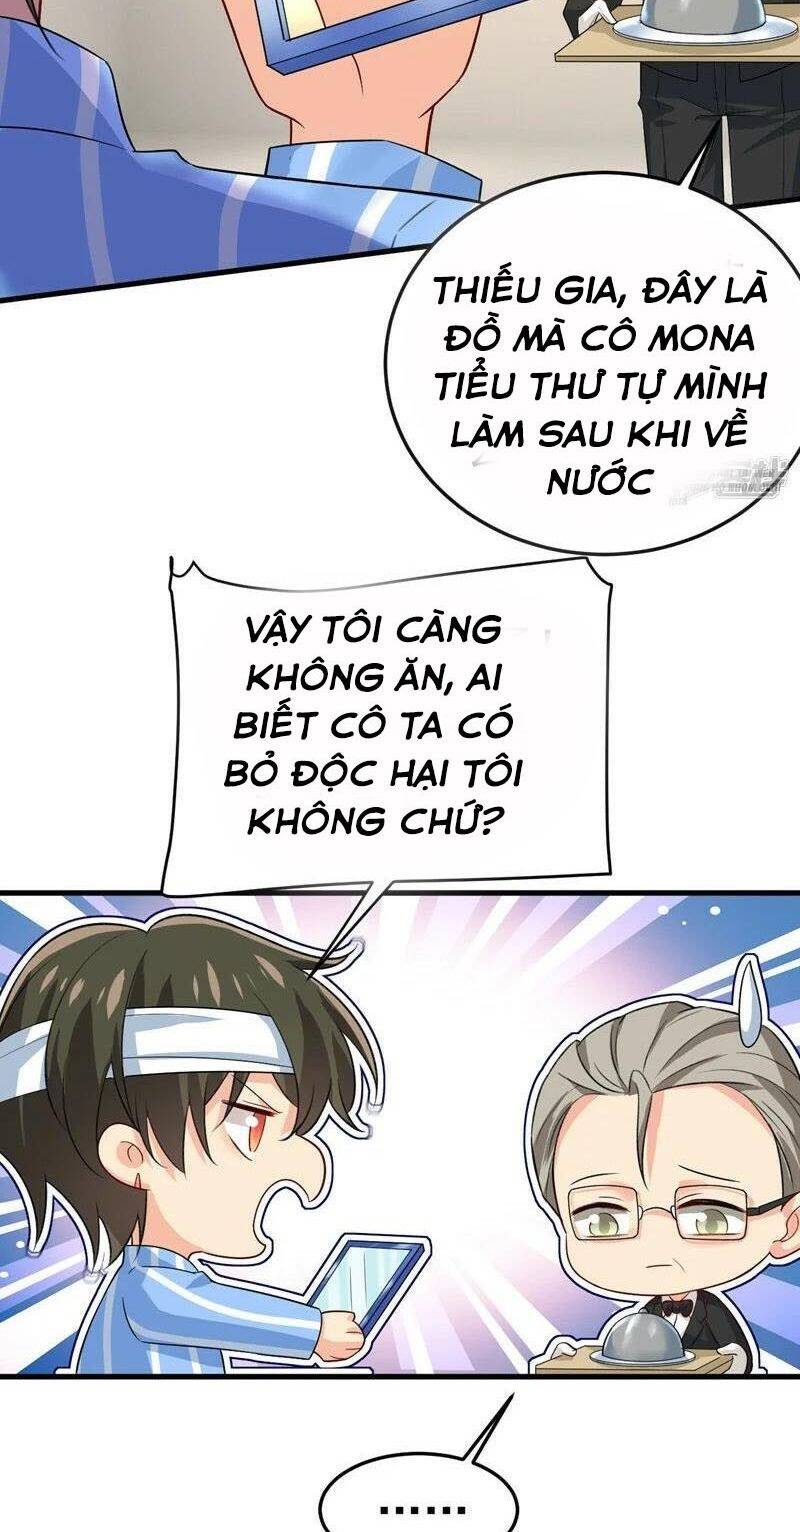 THIẾU GIA, ĐÂY LÀ
ĐỒ MÀ CÔ MONA
TIỂU THƯ TỰ MÌNH
LÀM SAU KHI VỀ
NƯỚC
VẬY TÔI CÀNG
KHÔNG ĂN, AI
BIẾT CÔ TA CÓ
BỎ ĐỘC HẠI TÔI
KHÔNG CHỨ?
......